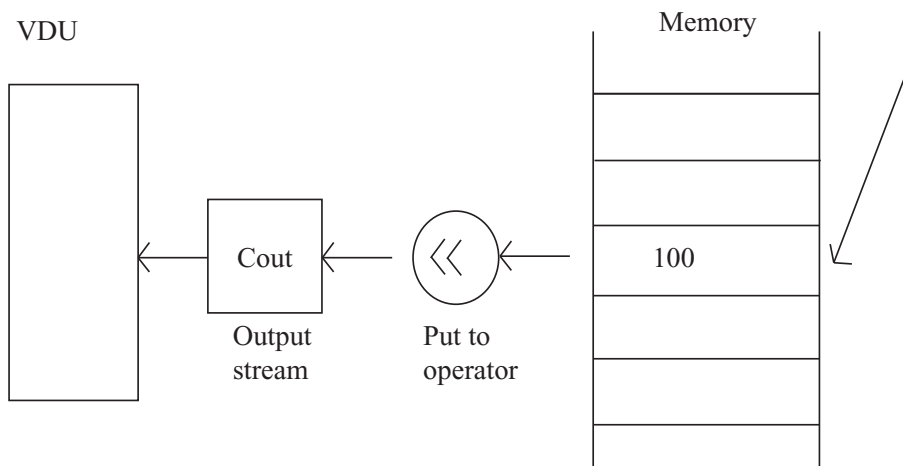 VDU
Memory
Cout
<<
100
Output
stream
Put to
operator